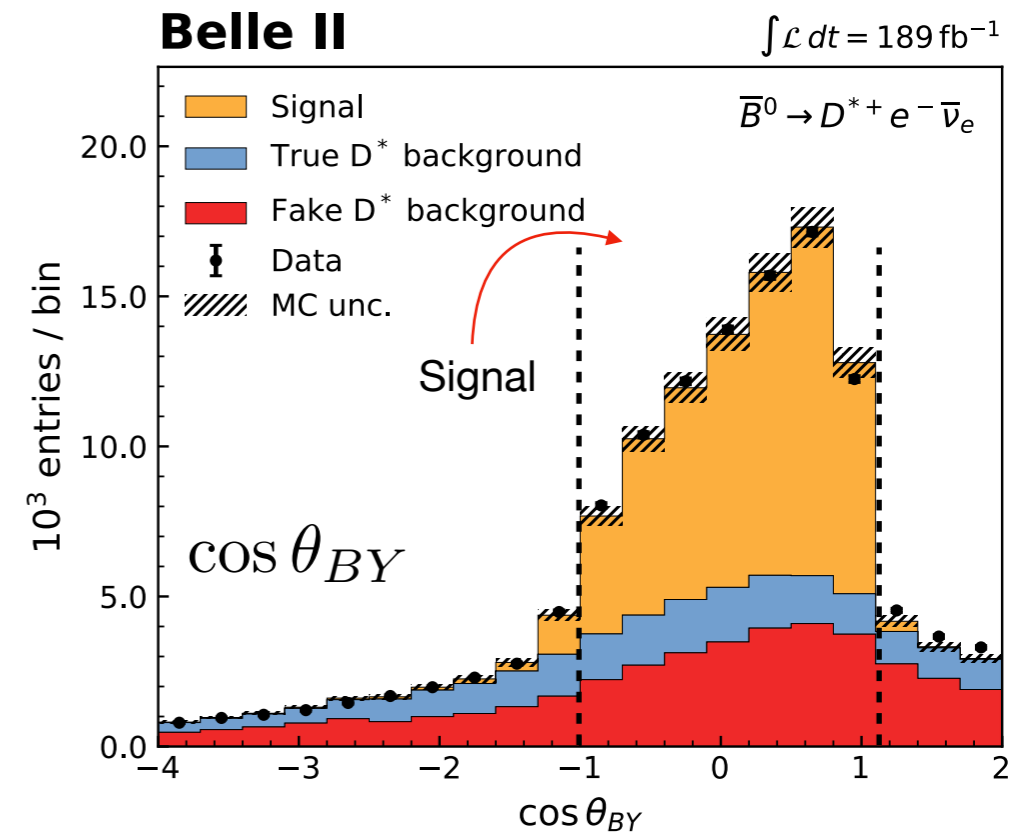 Belle II
∫ℒ dt = 189 fb⁻¹
B̅⁰ → D*⁺ e⁻ ν̅ₑ
Signal
True D* background
Fake D* background
Data
MC unc.
Signal
cos θ_BY
10³ entries / bin
20.0
15.0
10.0
5.0
0.0
−4 −3 −2 −1 0 1 2
cos θ_BY